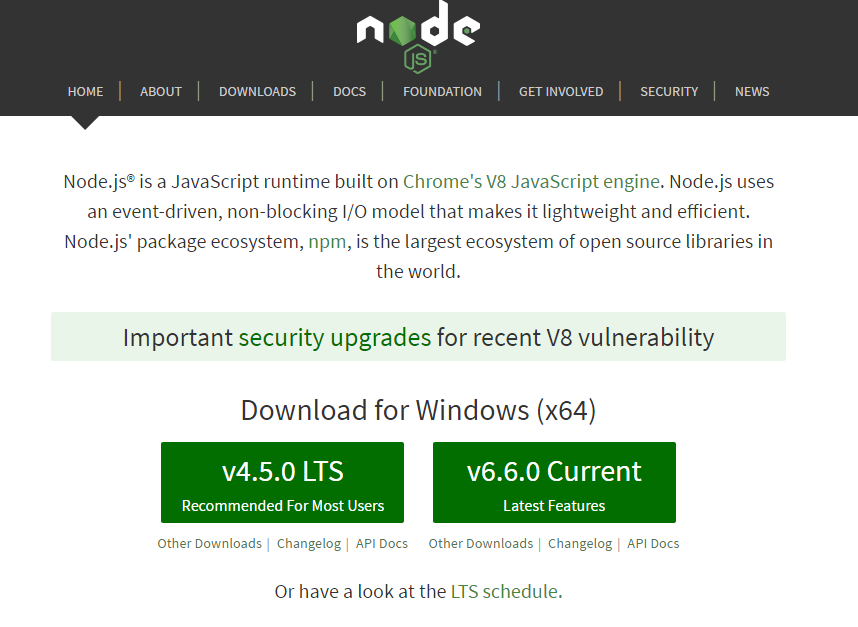 node
JS
HOME | ABOUT | DOWNLOADS | DOCS | FOUNDATION | GET INVOLVED | SECURITY | NEWS
Node.js® is a JavaScript runtime built on Chrome's V8 JavaScript engine. Node.js uses
an event-driven, non-blocking I/O model that makes it lightweight and efficient.
Node.js' package ecosystem, npm, is the largest ecosystem of open source libraries in
the world.
Important security upgrades for recent V8 vulnerability
Download for Windows (x64)
v4.5.0 LTS
Recommended For Most Users
v6.6.0 Current
Latest Features
Other Downloads | Changelog | API Docs
Other Downloads | Changelog | API Docs
Or have a look at the LTS schedule.